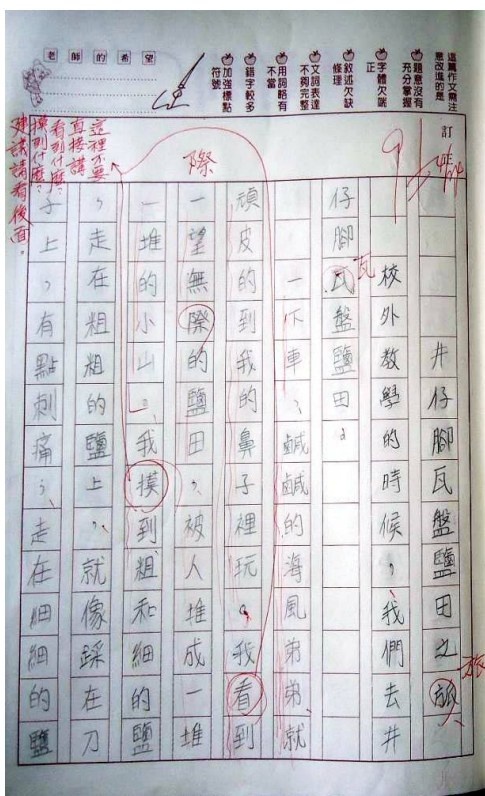 老師的希望
這篇作文需注意改進的是
題意沒有充分掌握
字體欠端正
敘述欠缺條理
文詞表達不夠完整
用詞略有不當
錯字較多
加強標點符號
訂正
井仔腳瓦盤鹽田之旅
旅
校外教學的時候,我們去井
仔腳瓦盤鹽田。
瓦
一下車,鹹鹹的海風弟弟就
頑皮的到我的鼻子裡玩。我看到
一望無際的鹽田,被人堆成一堆
際
一堆的小山。我摸到粗和細的鹽
,走在粗粗的鹽上,就像踩在刀
子上,有點刺痛,走在細細的鹽
這裡不要直接講看到什麼?摸到什麼?建議請看後面。